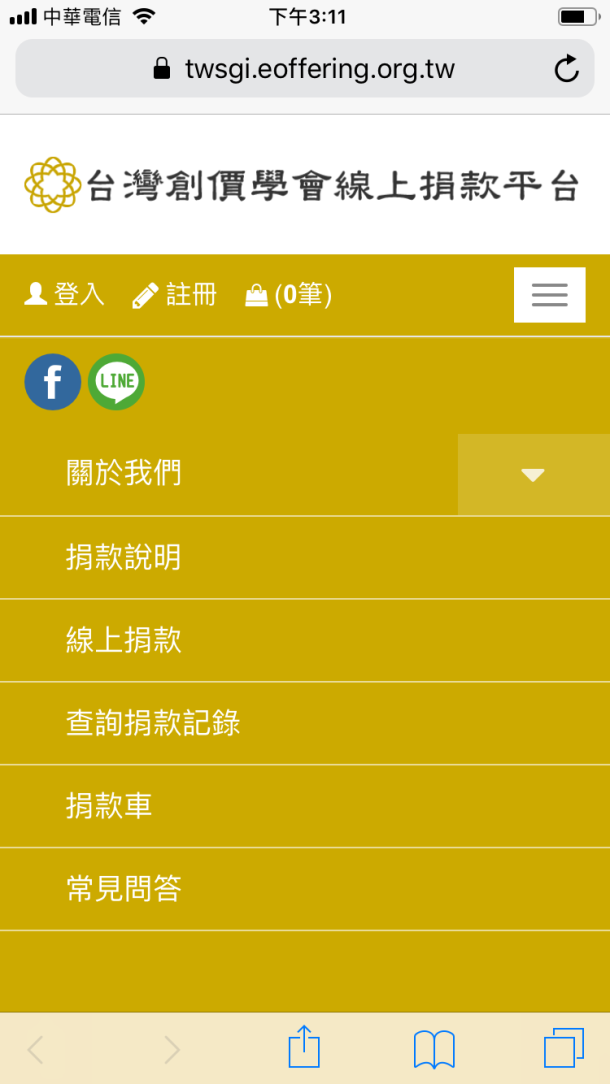 中華電信 下午3:11
twsgi.eoffering.org.tw
台灣創價學會線上捐款平台
登入 註冊 (0筆)
f LINE
關於我們
捐款說明
線上捐款
查詢捐款記錄
捐款車
常見問答